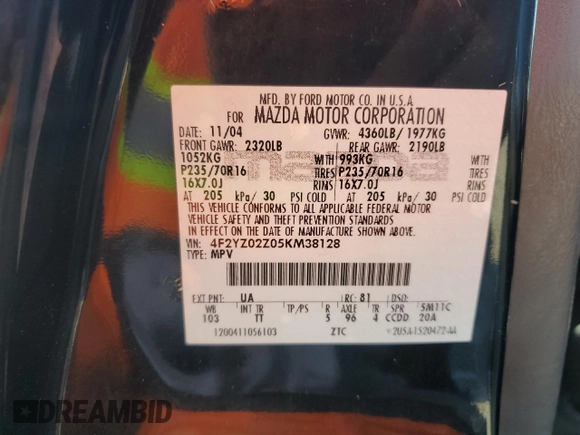 MFD. BY FORD MOTOR CO. IN U.S.A.
FOR MAZDA MOTOR CORPORATION
DATE: 11/04 GVWR: 4360LB/ 1977KG
FRONT GAWR: 2320LB REAR GAWR: 2190LB
1052KG WITH 993KG WITH
P235/70R16 TIRES P235/70R16 TIRES
16X7.0J RIMS 16X7.0J RIMS
AT 205 kPa/ 30 PSI COLD AT 205 kPa/ 30 PSI COLD
THIS VEHICLE CONFORMS TO ALL APPLICABLE FEDERAL MOTOR
VEHICLE SAFETY AND THEFT PREVENTION STANDARDS
IN EFFECT ON THE DATE OF MANUFACTURE SHOWN ABOVE.
VIN: 4F2YZ02Z05KM38128
TYPE: MPV
EXT PNT: UA RC: 81 DSO:
WB INT TR TP/PS R AXLE TR SPR 5M11C
103 TT 5 96 4 CCDD 20A
1200411056103 ZTC
DREAMBID